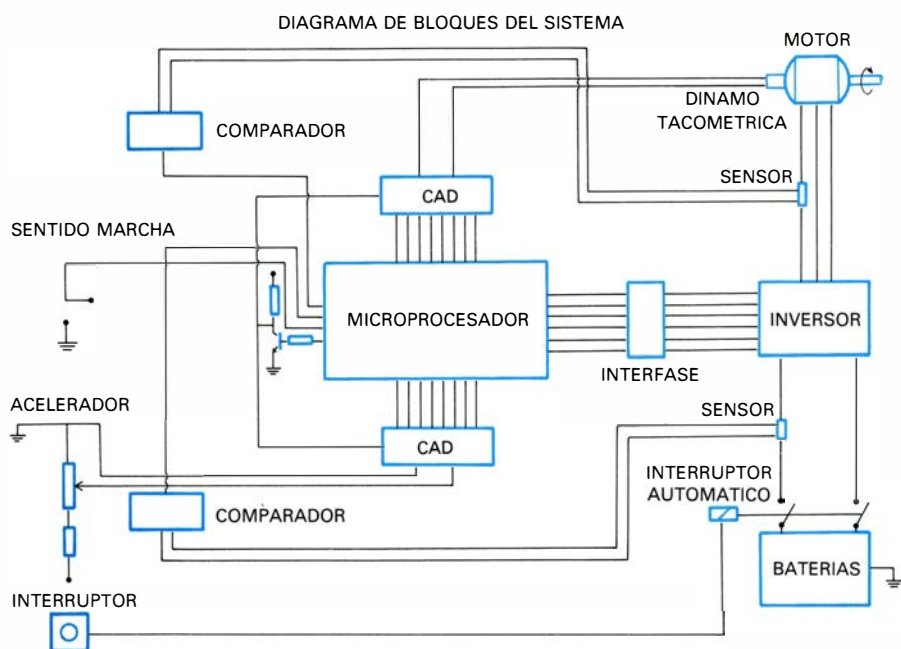 DIAGRAMA DE BLOQUES DEL SISTEMA
MOTOR
DINAMO
TACOMETRICA
COMPARADOR
SENSOR
CAD
SENTIDO MARCHA
MICROPROCESADOR
INVERSOR
INTERFASE
ACELERADOR
SENSOR
CAD
INTERRUPTOR
AUTOMATICO
COMPARADOR
BATERIAS
INTERRUPTOR